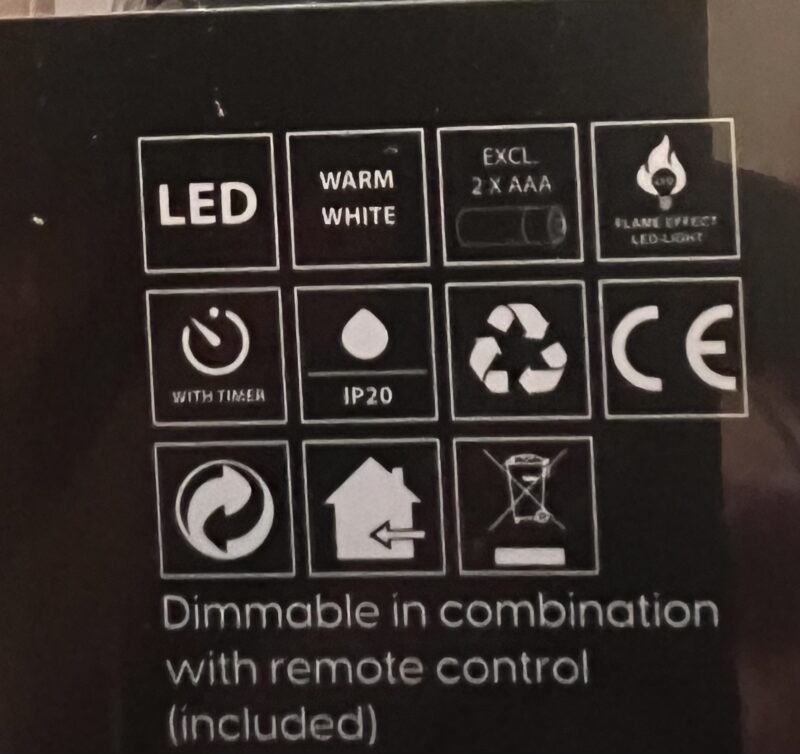 LED
WARM
WHITE
EXCL.
2 X AAA
FLAME EFFECT
LED-LIGHT
WITH TIMER
IP20
CE
Dimmable in combination
with remote control
(included)